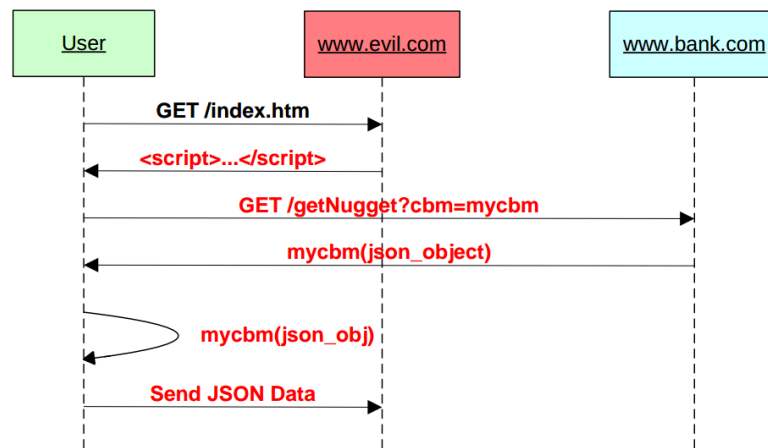 User
www.evil.com
www.bank.com
GET /index.htm
<script>...</script>
GET /getNugget?cbm=mycbm
mycbm(json_object)
mycbm(json_obj)
Send JSON Data